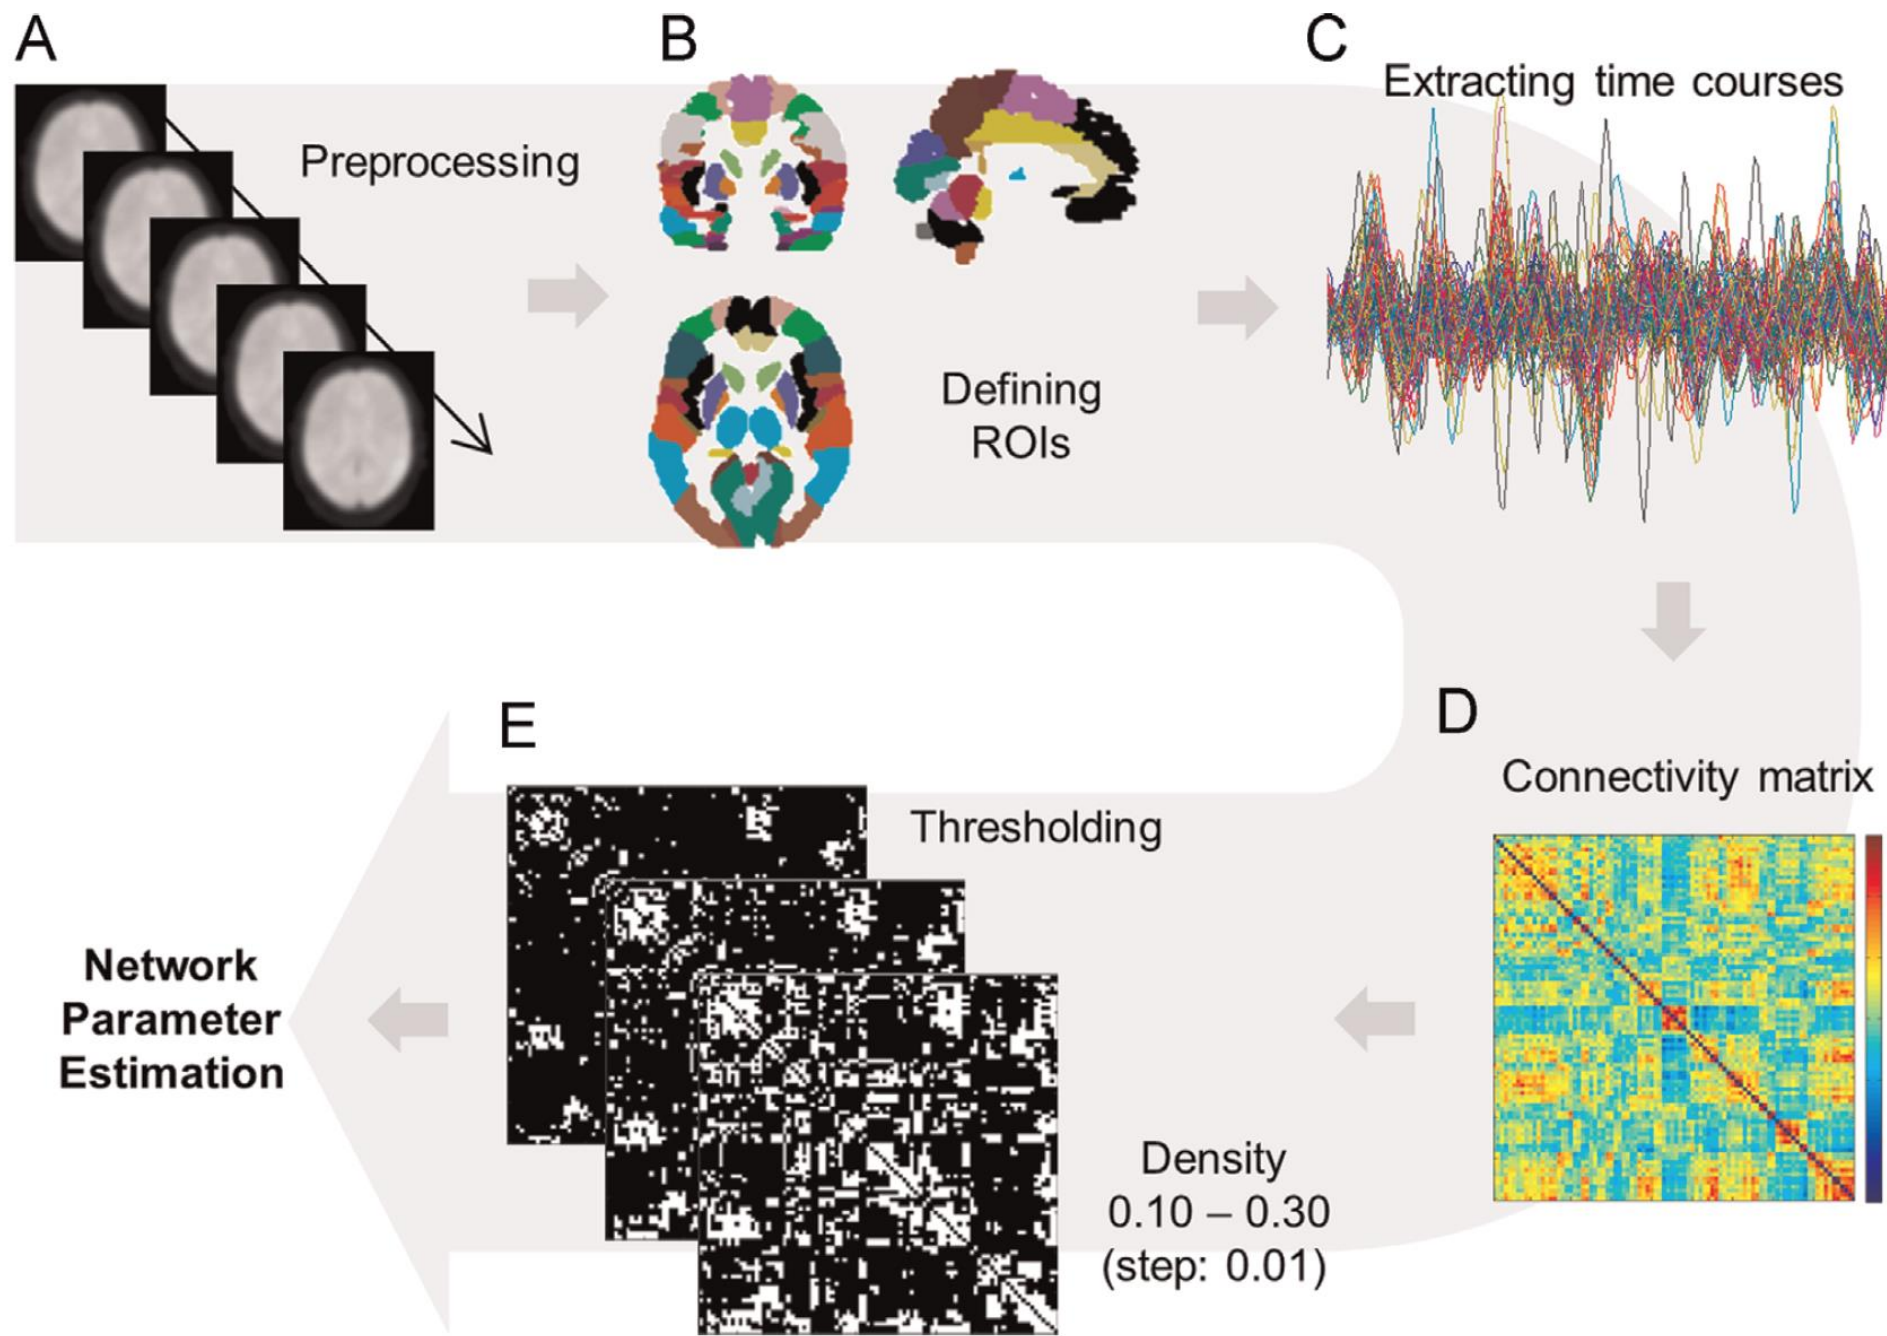 A
Preprocessing
B
Defining
ROIs
C
Extracting time courses
D
Connectivity matrix
E
Thresholding
Density
0.10 – 0.30
(step: 0.01)
Network
Parameter
Estimation